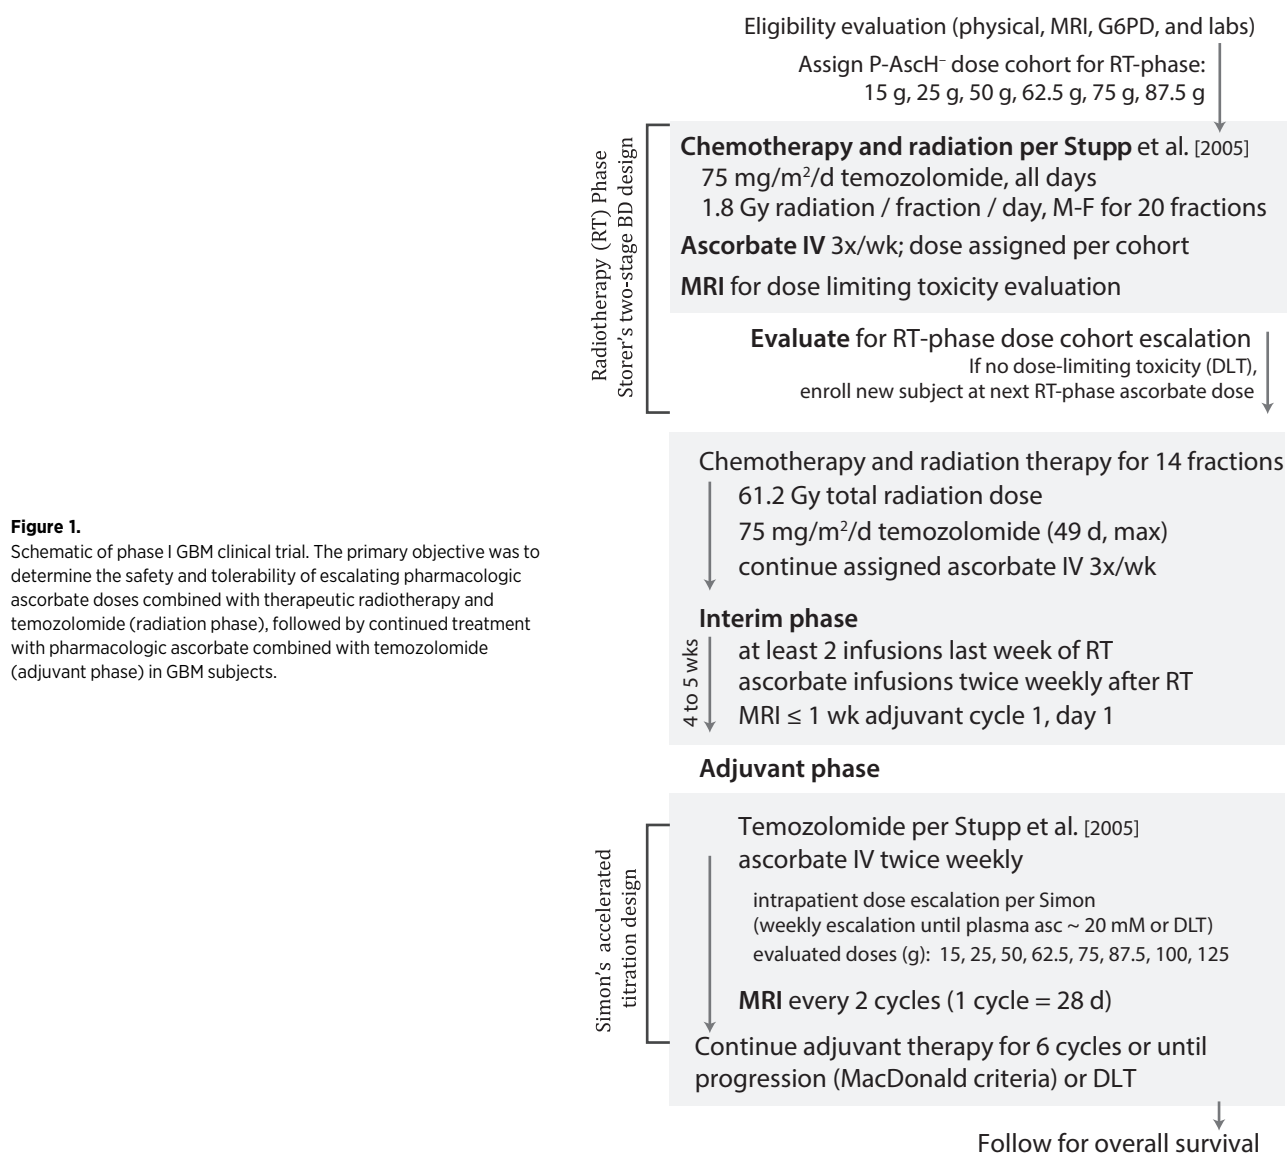 Eligibility evaluation (physical, MRI, G6PD, and labs)
Assign P-AscH⁻ dose cohort for RT-phase:
15 g, 25 g, 50 g, 62.5 g, 75 g, 87.5 g
Radiotherapy (RT) Phase
Storer's two-stage BD design
Chemotherapy and radiation per Stupp et al. [2005]
75 mg/m²/d temozolomide, all days
1.8 Gy radiation / fraction / day, M-F for 20 fractions
Ascorbate IV 3x/wk; dose assigned per cohort
MRI for dose limiting toxicity evaluation
Evaluate for RT-phase dose cohort escalation
If no dose-limiting toxicity (DLT),
enroll new subject at next RT-phase ascorbate dose
Chemotherapy and radiation therapy for 14 fractions
61.2 Gy total radiation dose
75 mg/m²/d temozolomide (49 d, max)
continue assigned ascorbate IV 3x/wk
Interim phase
4 to 5 wks
at least 2 infusions last week of RT
ascorbate infusions twice weekly after RT
MRI ≤ 1 wk adjuvant cycle 1, day 1
Adjuvant phase
Simon's accelerated
titration design
Temozolomide per Stupp et al. [2005]
ascorbate IV twice weekly
intrapatient dose escalation per Simon
(weekly escalation until plasma asc ~ 20 mM or DLT)
evaluated doses (g): 15, 25, 50, 62.5, 75, 87.5, 100, 125
MRI every 2 cycles (1 cycle = 28 d)
Continue adjuvant therapy for 6 cycles or until
progression (MacDonald criteria) or DLT
Follow for overall survival
Figure 1.
Schematic of phase I GBM clinical trial. The primary objective was to
determine the safety and tolerability of escalating pharmacologic
ascorbate doses combined with therapeutic radiotherapy and
temozolomide (radiation phase), followed by continued treatment
with pharmacologic ascorbate combined with temozolomide
(adjuvant phase) in GBM subjects.